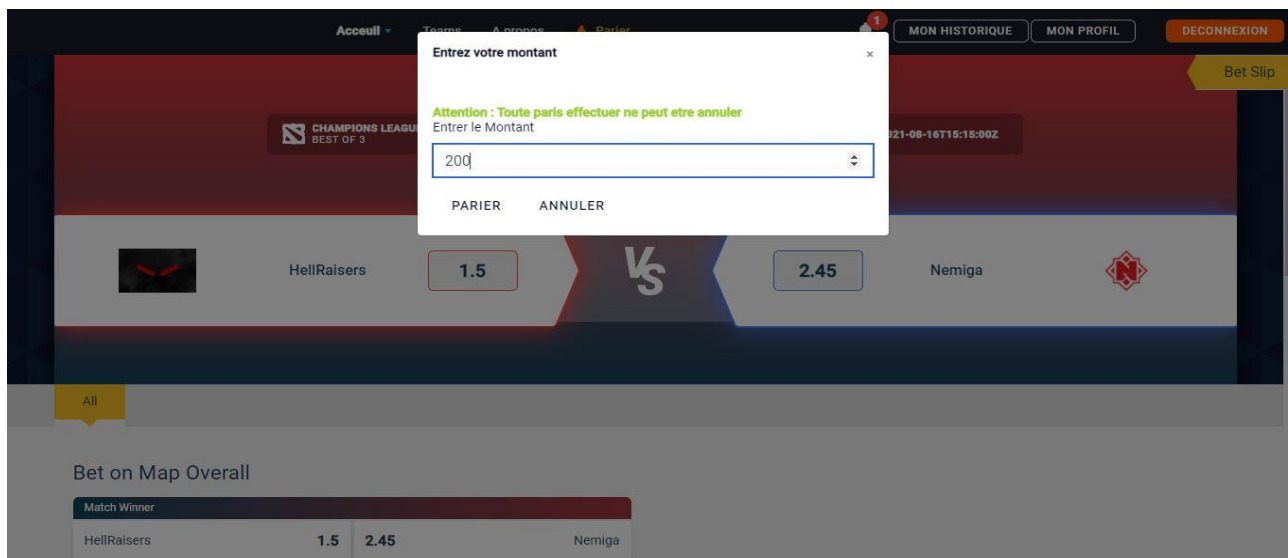 Acceuil Teams A propos Parier 1 MON HISTORIQUE MON PROFIL DECONNEXION
Entrez votre montant ×
Bet Slip
Attention : Toute paris effectuer ne peut etre annuler
Entrer le Montant
CHAMPIONS LEAGU
BEST OF 3
21-08-16T15:15:00Z
200
PARIER ANNULER
HellRaisers 1.5 VS 2.45 Nemiga
All
Bet on Map Overall
Match Winner
HellRaisers 1.5 2.45 Nemiga